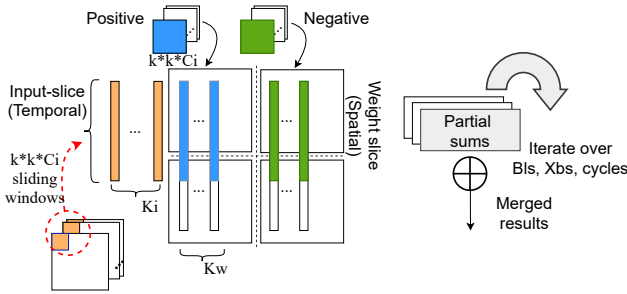 Positive
Negative
k*k*Ci
Input-slice
(Temporal)
...
...
...
...
...
Weight slice
(Spatial)
k*k*Ci
sliding
windows
Ki
Kw
...
Partial
sums
Iterate over
Bls, Xbs, cycles
Merged
results